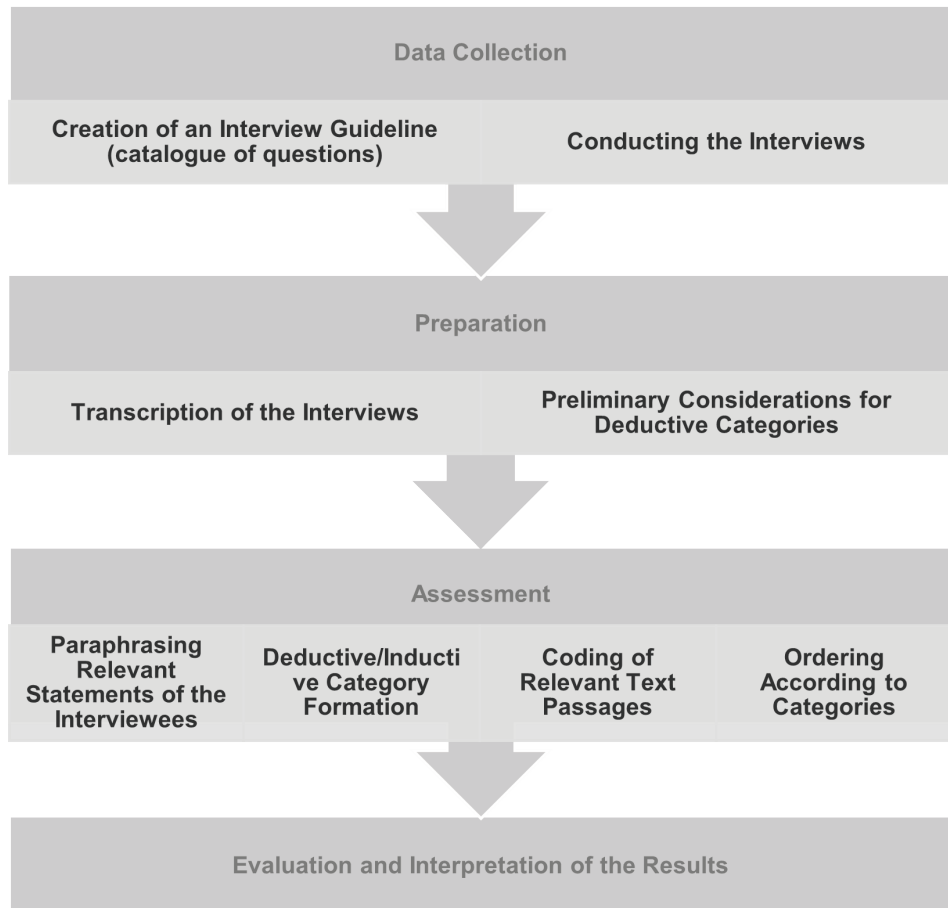 Data Collection
Creation of an Interview Guideline
(catalogue of questions)
Conducting the Interviews
Preparation
Transcription of the Interviews
Preliminary Considerations for
Deductive Categories
Assessment
Paraphrasing
Relevant
Statements of the
Interviewees
Deductive/Inducti
ve Category
Formation
Coding of
Relevant Text
Passages
Ordering
According to
Categories
Evaluation and Interpretation of the Results